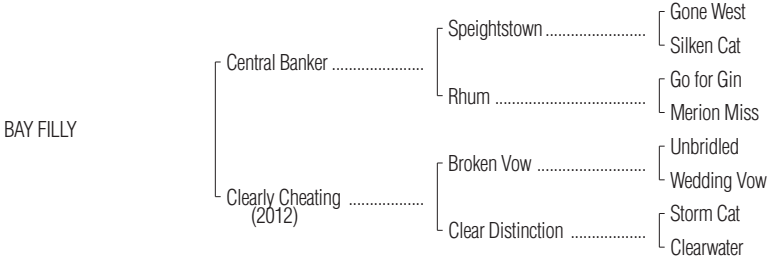 Gone West
Speightstown ......................
Silken Cat
Central Banker ....................
Go for Gin
Rhum .................................
Merion Miss
BAY FILLY
Unbridled
Broken Vow ........................
Wedding Vow
Clearly Cheating ................
(2012)
Storm Cat
Clear Distinction ................
Clearwater